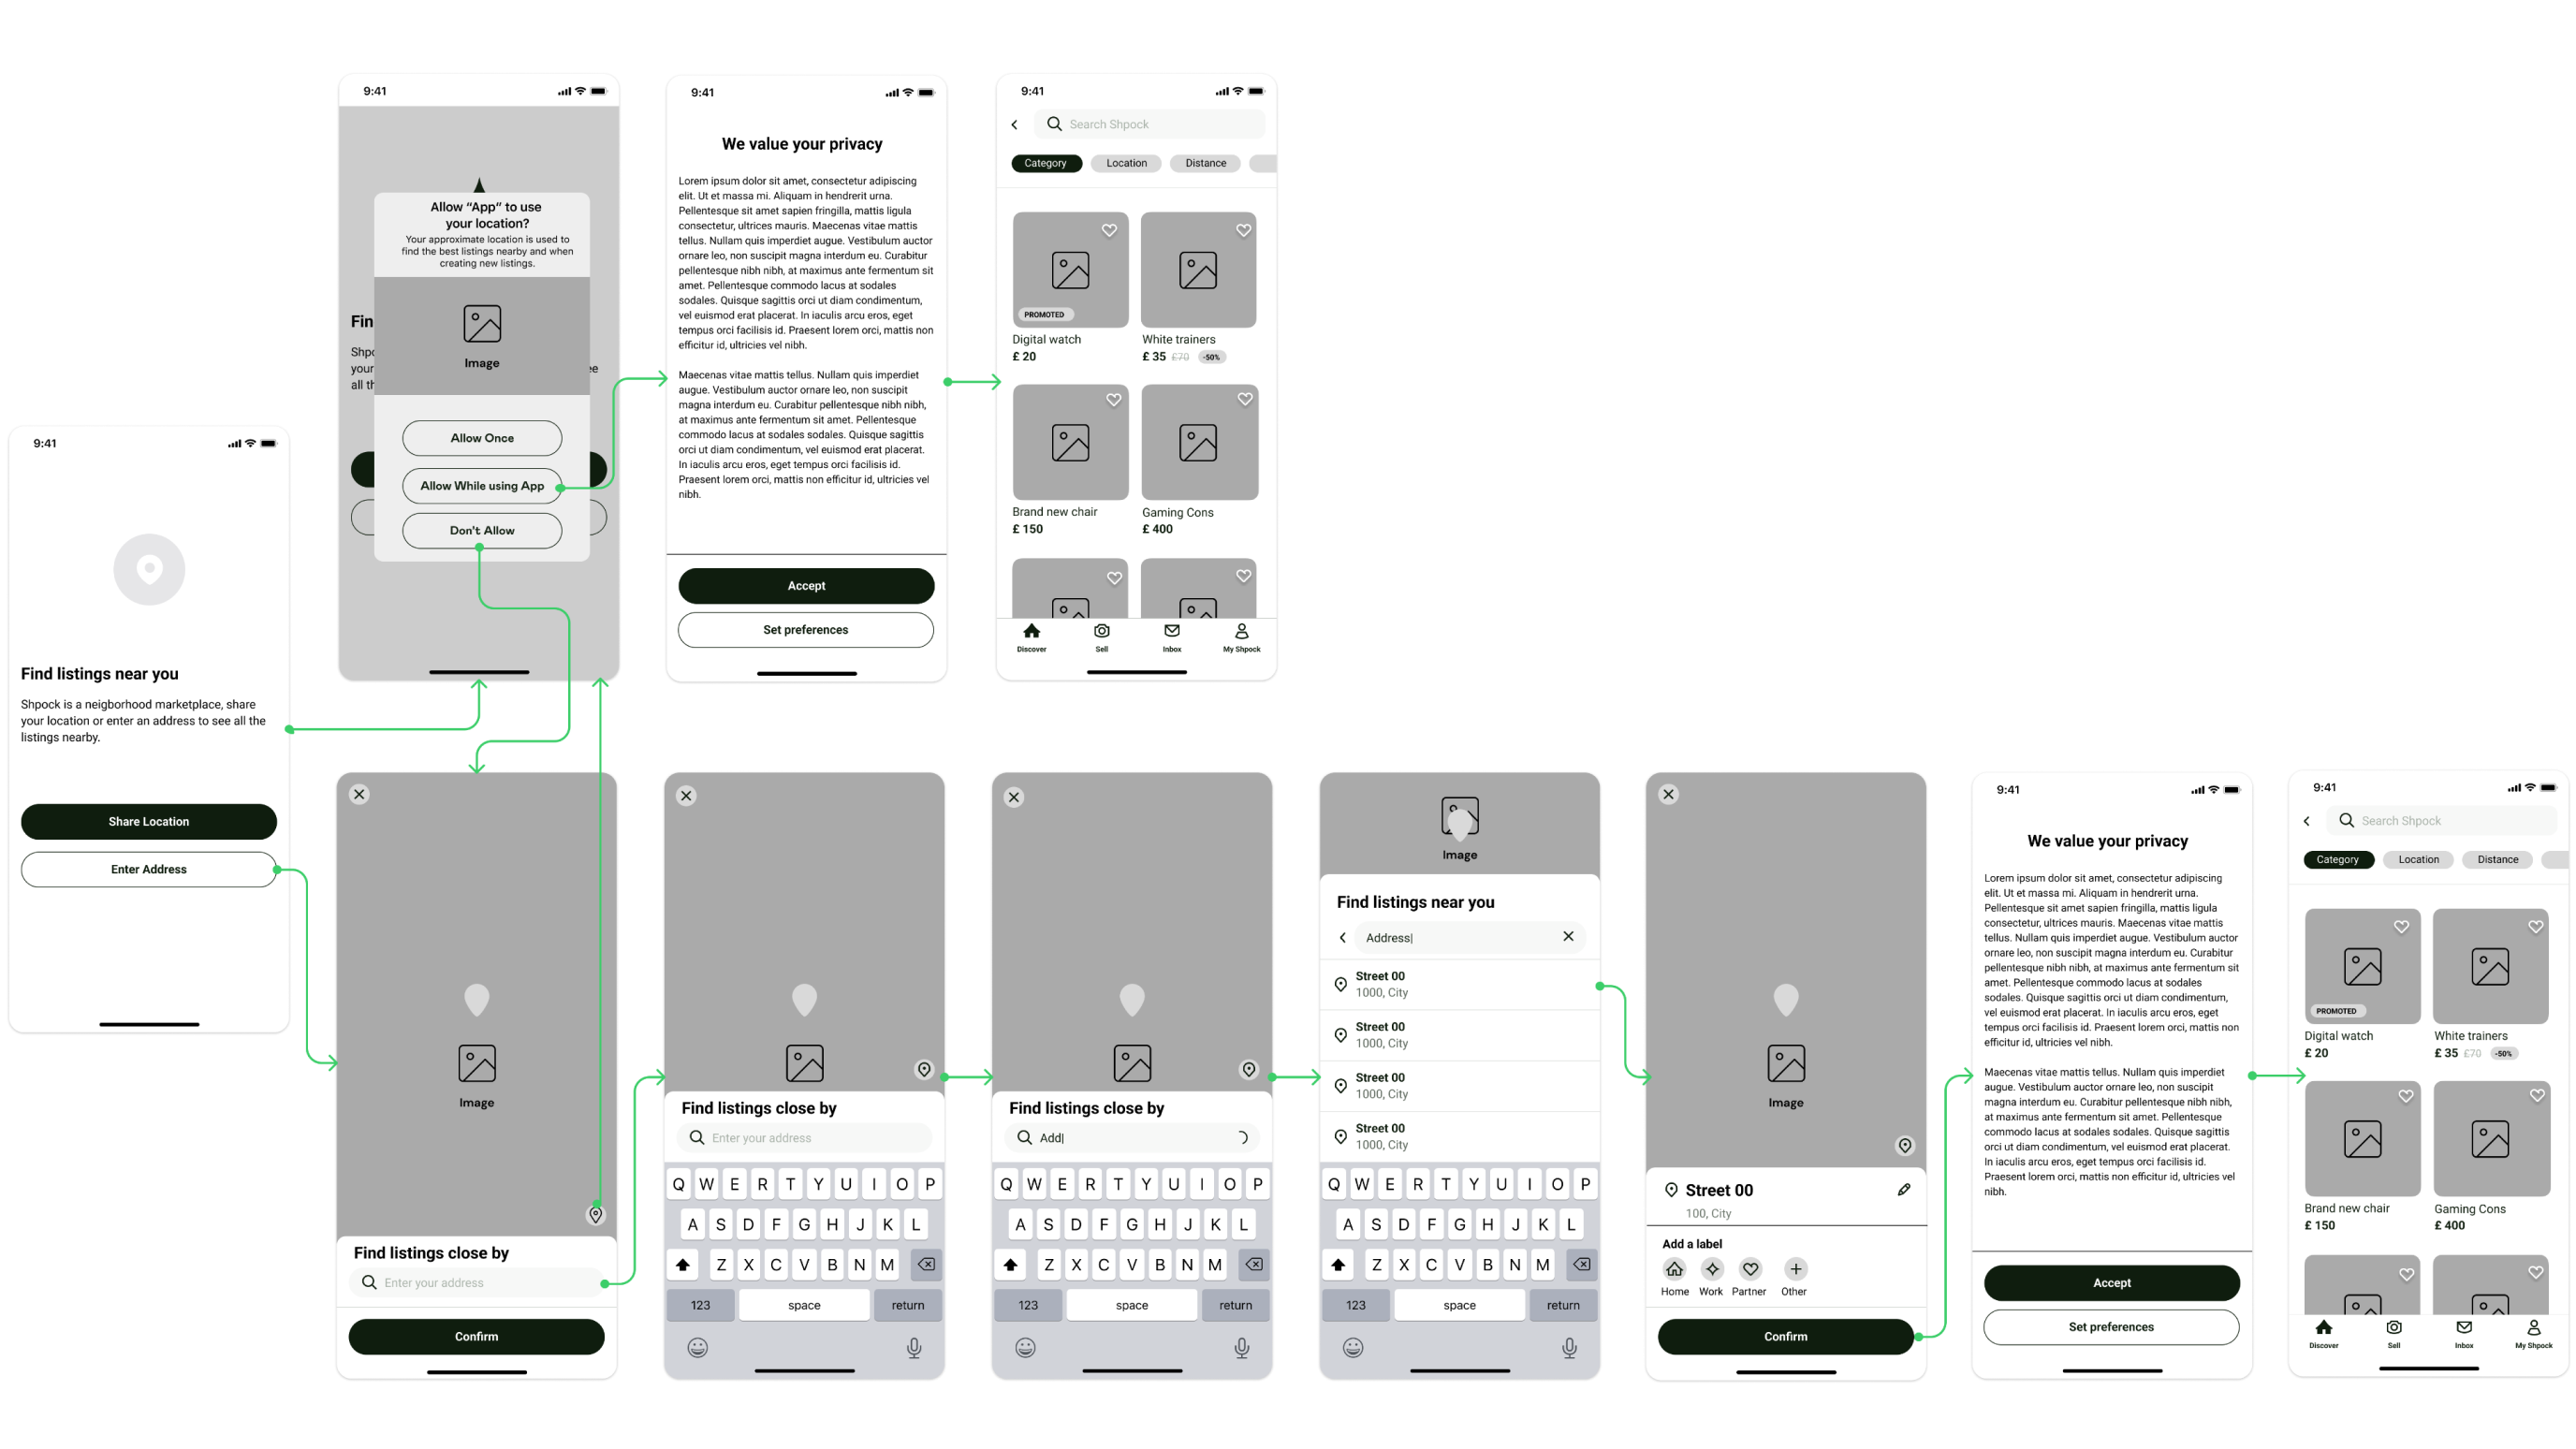 9:41
Find listings near you
Shpock is a neigborhood marketplace, share
your location or enter an address to see all the
listings nearby.
Share Location
Enter Address
9:41
Allow “App” to use
your location?
Your approximate location is used to
find the best listings nearby and when
creating new listings.
Image
Allow Once
Allow While using App
Don't Allow
9:41
We value your privacy
Lorem ipsum dolor sit amet, consectetur adipiscing
elit. Ut et massa mi. Aliquam in hendrerit urna.
Pellentesque sit amet sapien fringilla, mattis ligula
consectetur, ultrices mauris. Maecenas vitae mattis
tellus. Nullam quis imperdiet augue. Vestibulum auctor
ornare leo, non suscipit magna interdum eu. Curabitur
pellentesque nibh nibh, at maximus ante fermentum sit
amet. Pellentesque commodo lacus at sodales
sodales. Quisque sagittis orci ut diam condimentum,
vel euismod erat placerat. In iaculis arcu eros, eget
tempus orci facilisis id. Praesent lorem orci, mattis non
efficitur id, ultricies vel nibh.
Maecenas vitae mattis tellus. Nullam quis imperdiet
augue. Vestibulum auctor ornare leo, non suscipit
magna interdum eu. Curabitur pellentesque nibh nibh,
at maximus ante fermentum sit amet. Pellentesque
commodo lacus at sodales sodales. Quisque sagittis
orci ut diam condimentum, vel euismod erat placerat.
In iaculis arcu eros, eget tempus orci facilisis id.
Praesent lorem orci, mattis non efficitur id, ultricies vel
nibh.
Accept
Set preferences
9:41
Search Shpock
Category Location Distance
PROMOTED
Digital watch White trainers
£ 20 £ 35 £70 -50%
Brand new chair Gaming Cons
£ 150 £ 400
Discover Sell Inbox My Shpock
Image
Find listings close by
Enter your address
Confirm
Find listings close by
Enter your address
Q W E R T Y U I O P
A S D F G H J K L
Z X C V B N M
123 space return
Find listings close by
Add
Q W E R T Y U I O P
A S D F G H J K L
Z X C V B N M
123 space return
Image
Find listings near you
Address
Street 00
1000, City
Street 00
1000, City
Street 00
1000, City
Street 00
1000, City
Q W E R T Y U I O P
A S D F G H J K L
Z X C V B N M
123 space return
Image
Street 00
100, City
Add a label
Home Work Partner Other
Confirm
9:41
We value your privacy
Lorem ipsum dolor sit amet, consectetur adipiscing
elit. Ut et massa mi. Aliquam in hendrerit urna.
Pellentesque sit amet sapien fringilla, mattis ligula
consectetur, ultrices mauris. Maecenas vitae mattis
tellus. Nullam quis imperdiet augue. Vestibulum auctor
ornare leo, non suscipit magna interdum eu. Curabitur
pellentesque nibh nibh, at maximus ante fermentum sit
amet. Pellentesque commodo lacus at sodales
sodales. Quisque sagittis orci ut diam condimentum,
vel euismod erat placerat. In iaculis arcu eros, eget
tempus orci facilisis id. Praesent lorem orci, mattis non
efficitur id, ultricies vel nibh.
Maecenas vitae mattis tellus. Nullam quis imperdiet
augue. Vestibulum auctor ornare leo, non suscipit
magna interdum eu. Curabitur pellentesque nibh nibh,
at maximus ante fermentum sit amet. Pellentesque
commodo lacus at sodales sodales. Quisque sagittis
orci ut diam condimentum, vel euismod erat placerat.
In iaculis arcu eros, eget tempus orci facilisis id.
Praesent lorem orci, mattis non efficitur id, ultricies vel
nibh.
Accept
Set preferences
9:41
Search Shpock
Category Location Distance
PROMOTED
Digital watch White trainers
£ 20 £ 35 £70 -50%
Brand new chair Gaming Cons
£ 150 £ 400
Discover Sell Inbox My Shpock